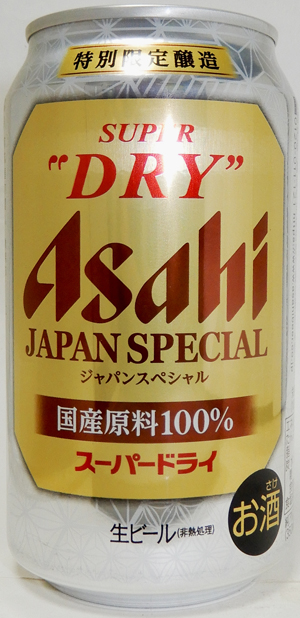 特別限定醸造
SUPER
"DRY"
Asahi
JAPAN SPECIAL
ジャパンスペシャル
国産原料100%
スーパードライ
さけ
お酒
生ビール(非熱処理)